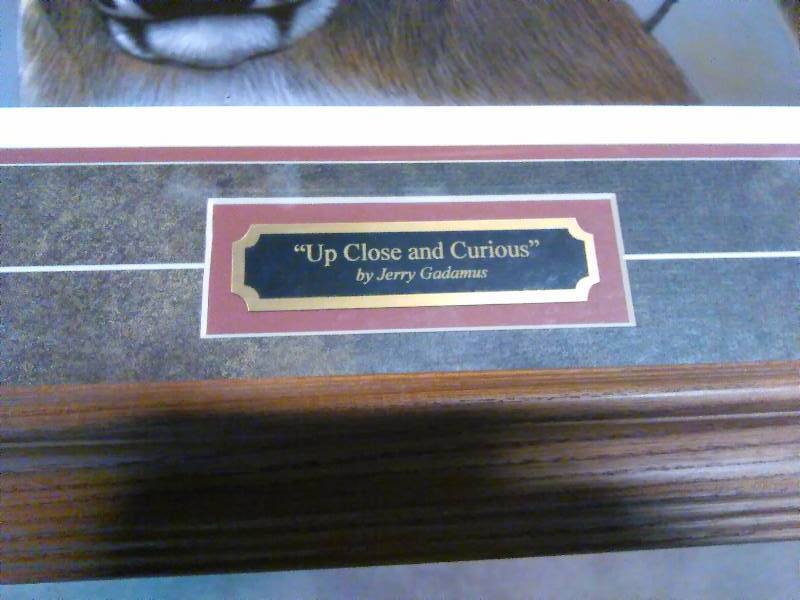 “Up Close and Curious”
by Jerry Gadamus